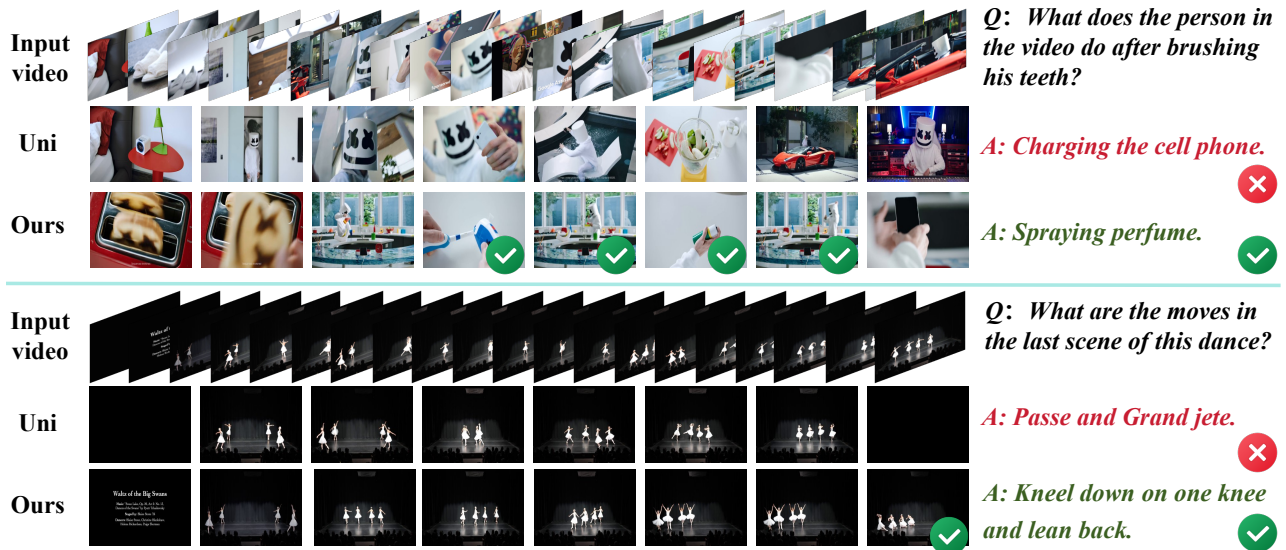 Input
video
Q: What does the person in
the video do after brushing
his teeth?
Uni
A: Charging the cell phone.
Ours
A: Spraying perfume.
Input
video
Q: What are the moves in
the last scene of this dance?
Uni
A: Passe and Grand jete.
Ours
Waltz of the Big Swans
A: Kneel down on one knee
and lean back.